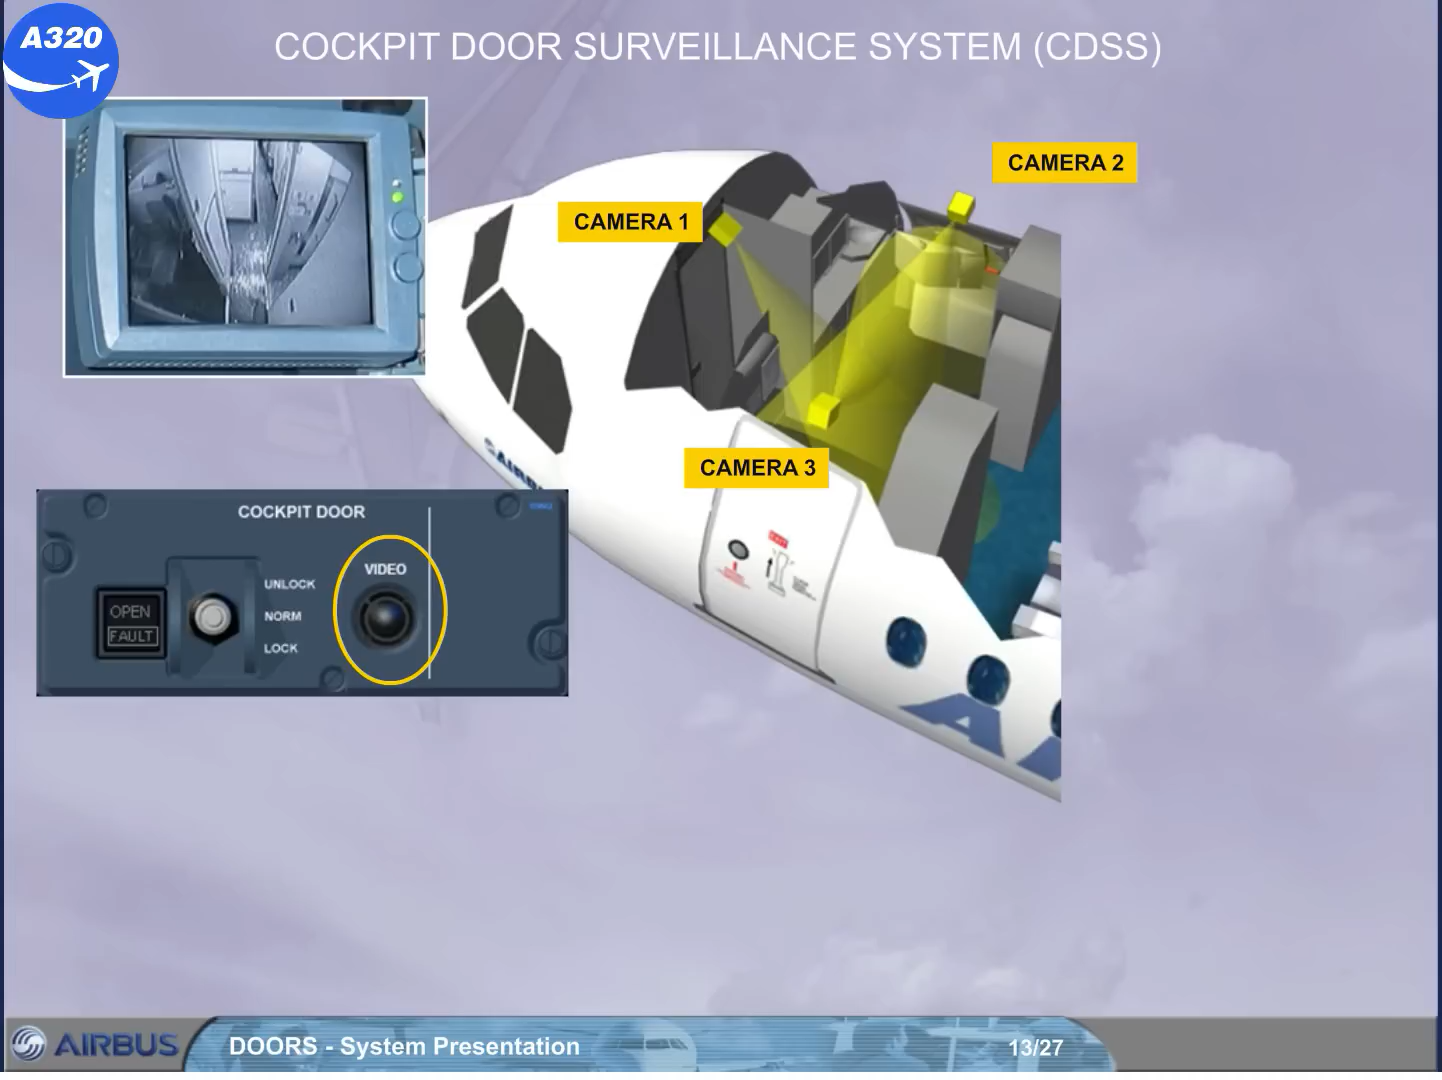 A320
COCKPIT DOOR SURVEILLANCE SYSTEM (CDSS)
CAMERA 1
CAMERA 2
CAMERA 3
COCKPIT DOOR
VIDEO
UNLOCK
NORM
LOCK
OPEN
FAULT
AIRBUS
DOORS - System Presentation
13/27